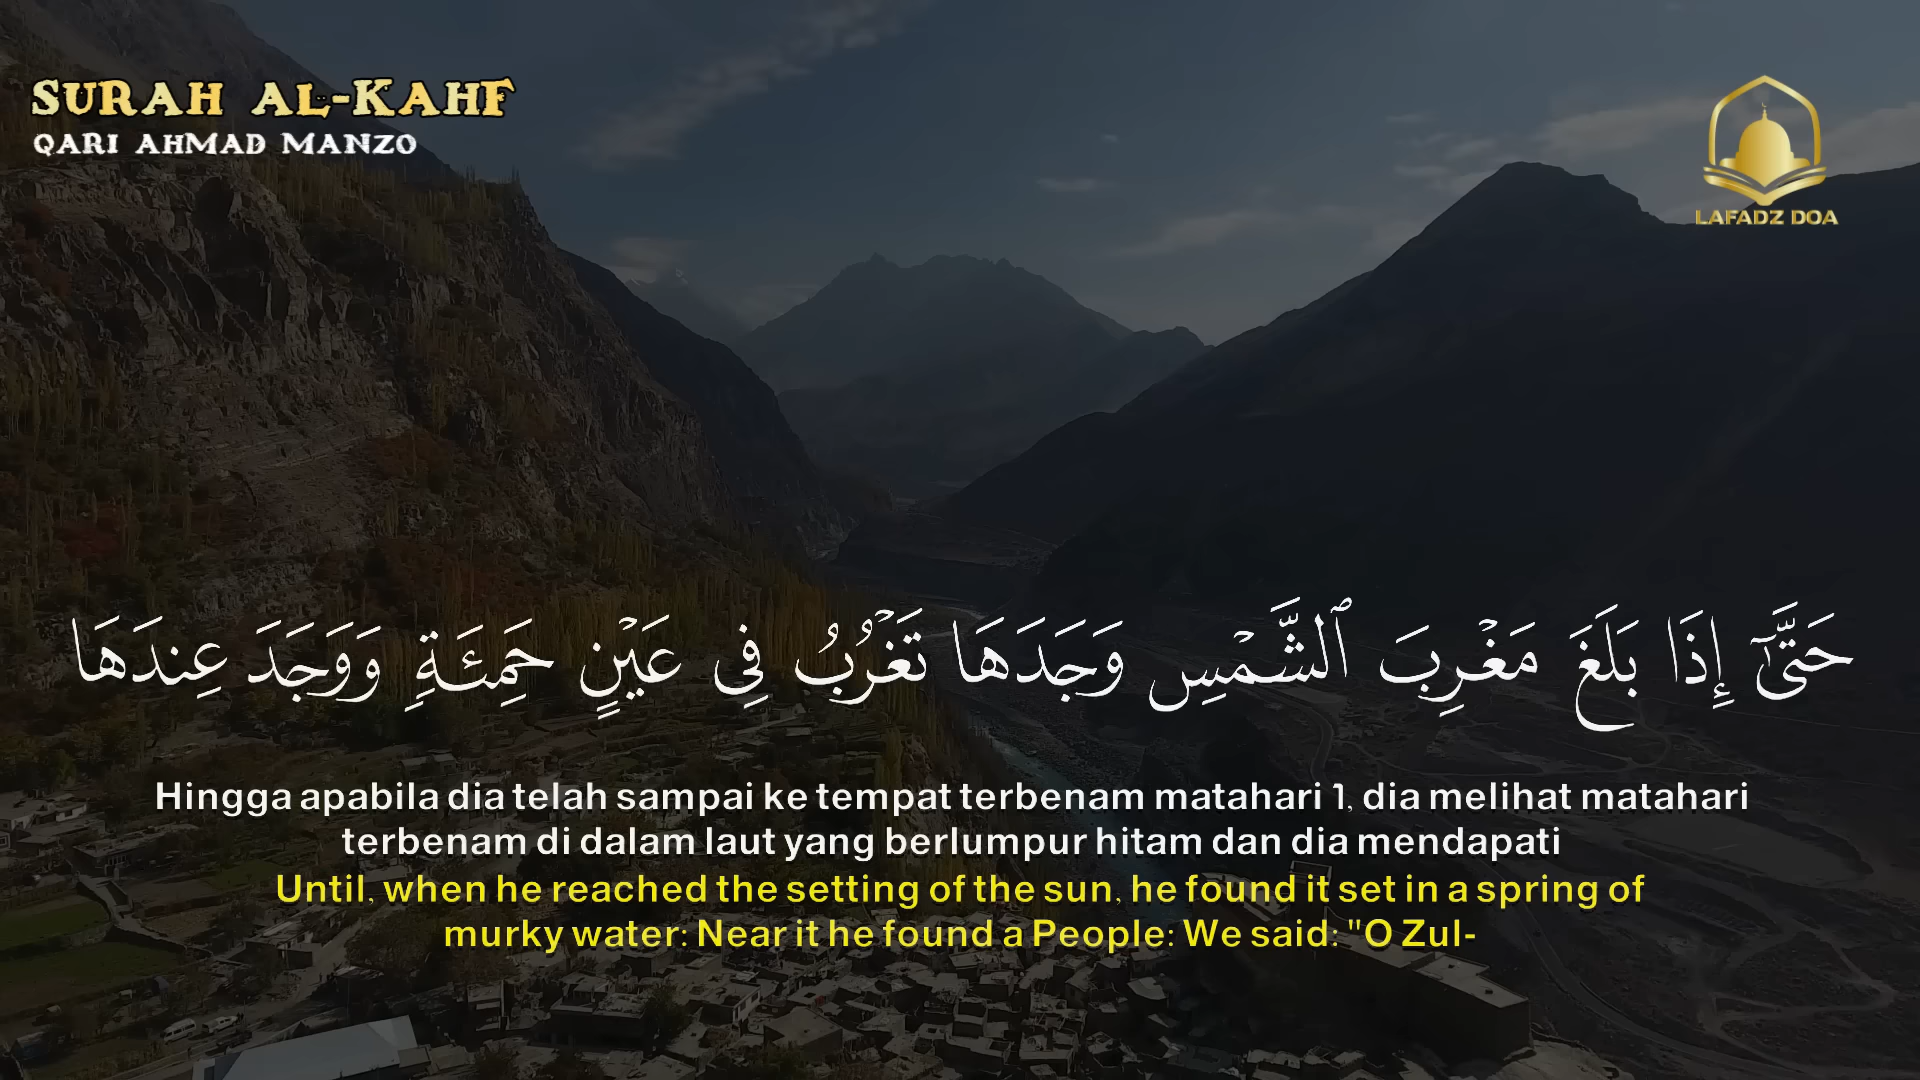 SURAH AL-KAHF
QARI AHMAD MANZO
LAFADZ DOA
حَتَّىٰٓ إِذَا بَلَغَ مَغْرِبَ ٱلشَّمْسِ وَجَدَهَا تَغْرُبُ فِى عَيْنٍ حَمِئَةٍ وَوَجَدَ عِندَهَا
Hingga apabila dia telah sampai ke tempat terbenam matahari 1, dia melihat matahari
terbenam di dalam laut yang berlumpur hitam dan dia mendapati
Until, when he reached the setting of the sun, he found it set in a spring of
murky water: Near it he found a People: We said: "O Zul-